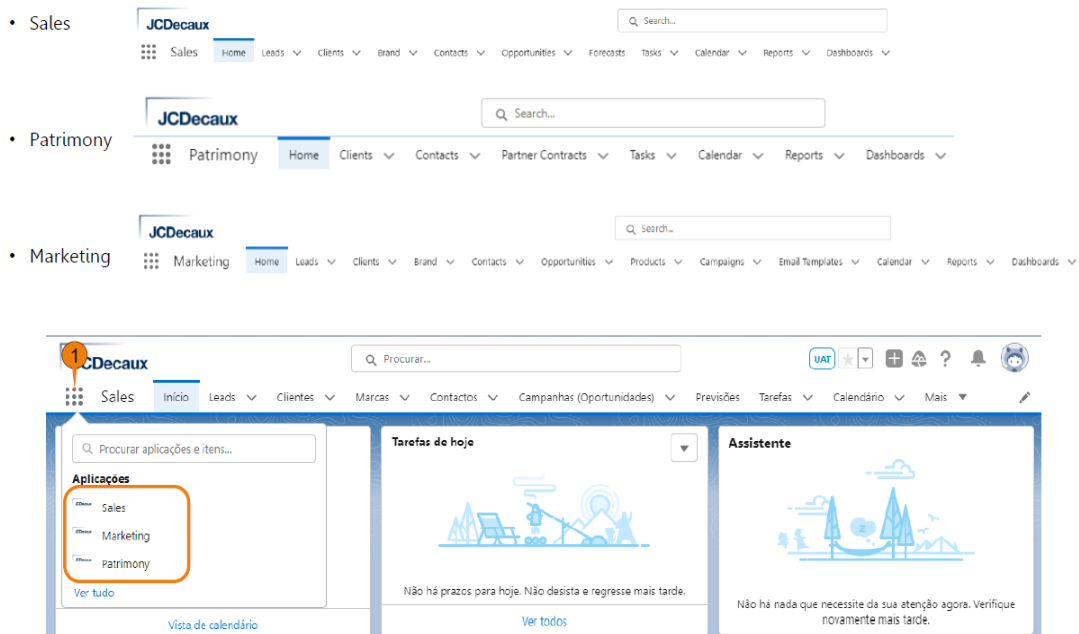 • Sales
JCDecaux
Search...
Sales Home Leads Clients Brand Contacts Opportunities Forecasts Tasks Calendar Reports Dashboards
• Patrimony
JCDecaux
Search...
Patrimony Home Clients Contacts Partner Contracts Tasks Calendar Reports Dashboards
• Marketing
JCDecaux
Search...
Marketing Home Leads Clients Brand Contacts Opportunities Products Campaigns Email Templates Calendar Reports Dashboards
1
CDecaux
Procurar...
UAT
Sales Início Leads Clientes Marcas Contactos Campanhas (Oportunidades) Previsões Tarefas Calendário Mais
Procurar aplicações e itens...
Aplicações
Sales
Marketing
Patrimony
Ver tudo
Vista de calendário
Tarefas de hoje
Não há prazos para hoje. Não desista e regresse mais tarde.
Ver todos
Assistente
Não há nada que necessite da sua atenção agora. Verifique
novamente mais tarde.